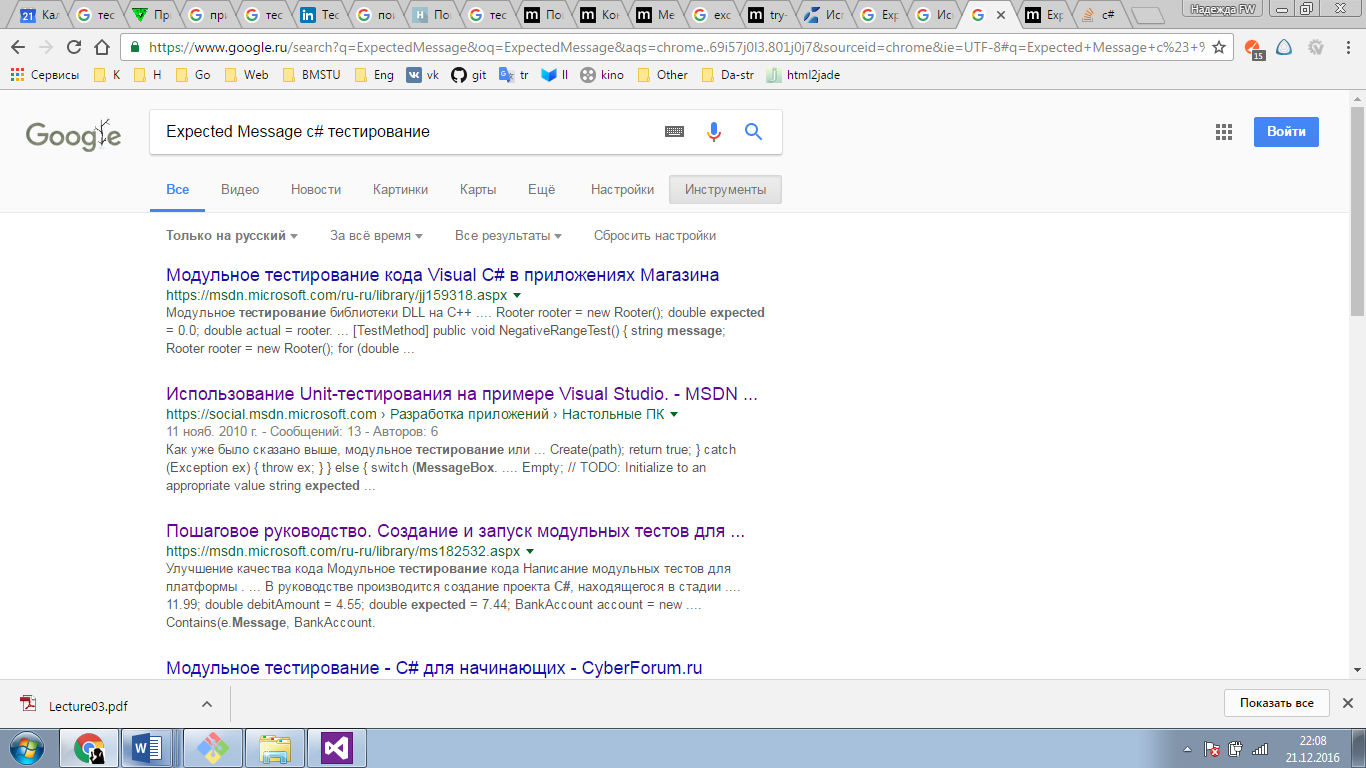 21 Кал
тес
Пр
при
тес
in Тес
пои
H По
тес
m По
m Кон
m Ме
exc
m try-
Исп
Exp
Ис
m Exp
c#
Надежда FW
https://www.google.ru/search?q=ExpectedMessage&oq=ExpectedMessage&aqs=chrome..69i57j0l3.801j0j7&sourceid=chrome&ie=UTF-8#q=Expected+Message+c%23+%
15
Сервисы К Н Go Web BMSTU Eng vk git tr II kino Other Da-str html2jade
Google
Expected Message c# тестирование
Войти
Все Видео Новости Картинки Карты Ещё Настройки Инструменты
Только на русский За всё время Все результаты Сбросить настройки
Модульное тестирование кода Visual C# в приложениях Магазина
https://msdn.microsoft.com/ru-ru/library/jj159318.aspx
Модульное тестирование библиотеки DLL на C++ .... Rooter rooter = new Rooter(); double expected
= 0.0; double actual = rooter. ... [TestMethod] public void NegativeRangeTest() { string message;
Rooter rooter = new Rooter(); for (double ...
Использование Unit-тестирования на примере Visual Studio. - MSDN ...
https://social.msdn.microsoft.com › Разработка приложений › Настольные ПК
11 нояб. 2010 г. - Сообщений: 13 - Авторов: 6
Как уже было сказано выше, модульное тестирование или ... Create(path); return true; } catch
(Exception ex) { throw ex; } } else { switch (MessageBox. .... Empty; // TODO: Initialize to an
appropriate value string expected ...
Пошаговое руководство. Создание и запуск модульных тестов для ...
https://msdn.microsoft.com/ru-ru/library/ms182532.aspx
Улучшение качества кода Модульное тестирование кода Написание модульных тестов для
платформы . ... В руководстве производится создание проекта C#, находящегося в стадии ....
11.99; double debitAmount = 4.55; double expected = 7.44; BankAccount account = new ....
Contains(e.Message, BankAccount.
Модульное тестирование - C# для начинающих - CyberForum.ru
Lecture03.pdf
Показать все
22:08
21.12.2016